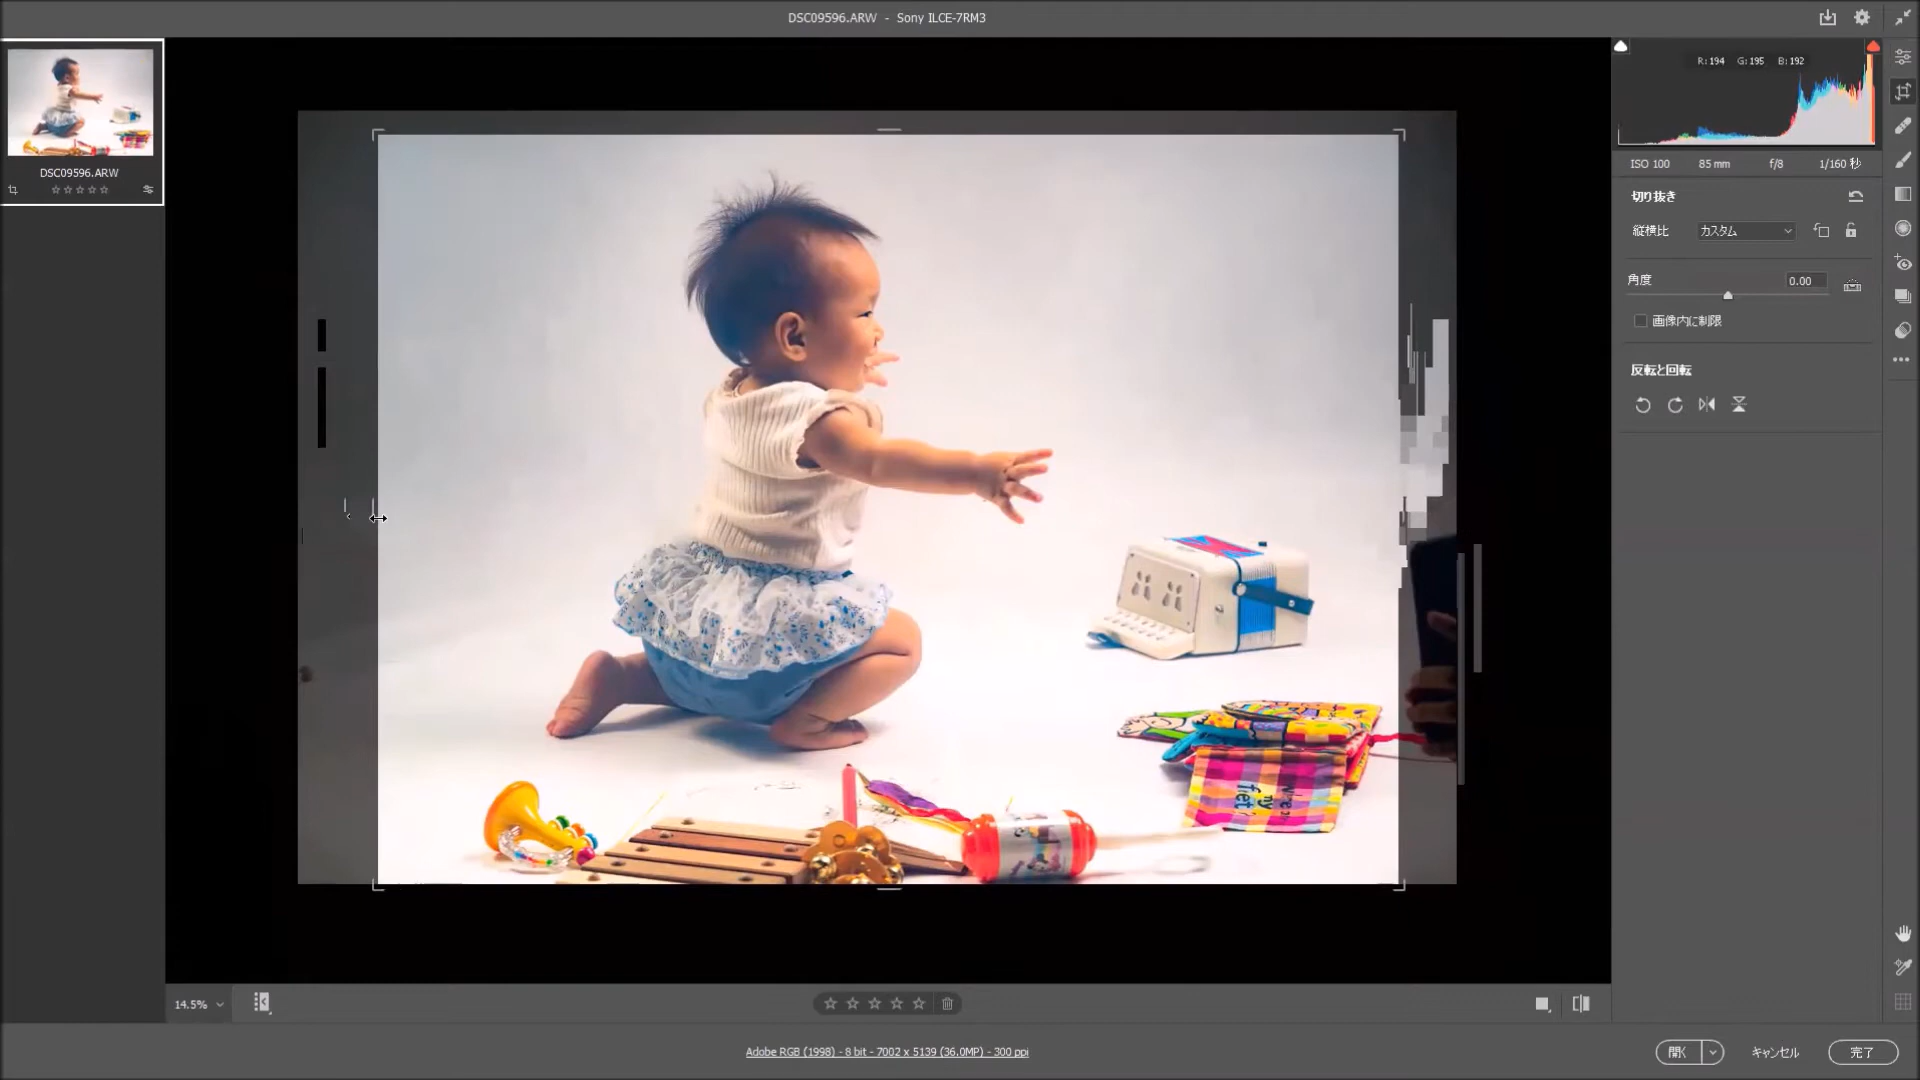 DSC09596.ARW - Sony ILCE-7RM3
DSC09596.ARW
R: 194 G: 195 B: 192
ISO 100 85 mm f/8 1/160 秒
切り抜き
縦横比 カスタム
角度 0.00
画像内に制限
反転と回転
14.5%
Adobe RGB (1998) - 8 bit - 7002 x 5139 (36.0MP) - 300 ppi
開く キャンセル 完了